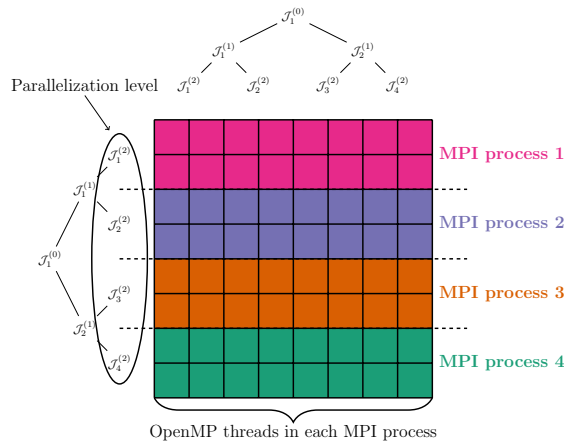 𝒥₁⁽⁰⁾
𝒥₁⁽¹⁾ 𝒥₂⁽¹⁾
𝒥₁⁽²⁾ 𝒥₂⁽²⁾ 𝒥₃⁽²⁾ 𝒥₄⁽²⁾
Parallelization level
𝒥₁⁽²⁾
MPI process 1
𝒥₁⁽¹⁾
𝒥₂⁽²⁾
MPI process 2
𝒥₁⁽⁰⁾
𝒥₃⁽²⁾
MPI process 3
𝒥₂⁽¹⁾
𝒥₄⁽²⁾
MPI process 4
OpenMP threads in each MPI process